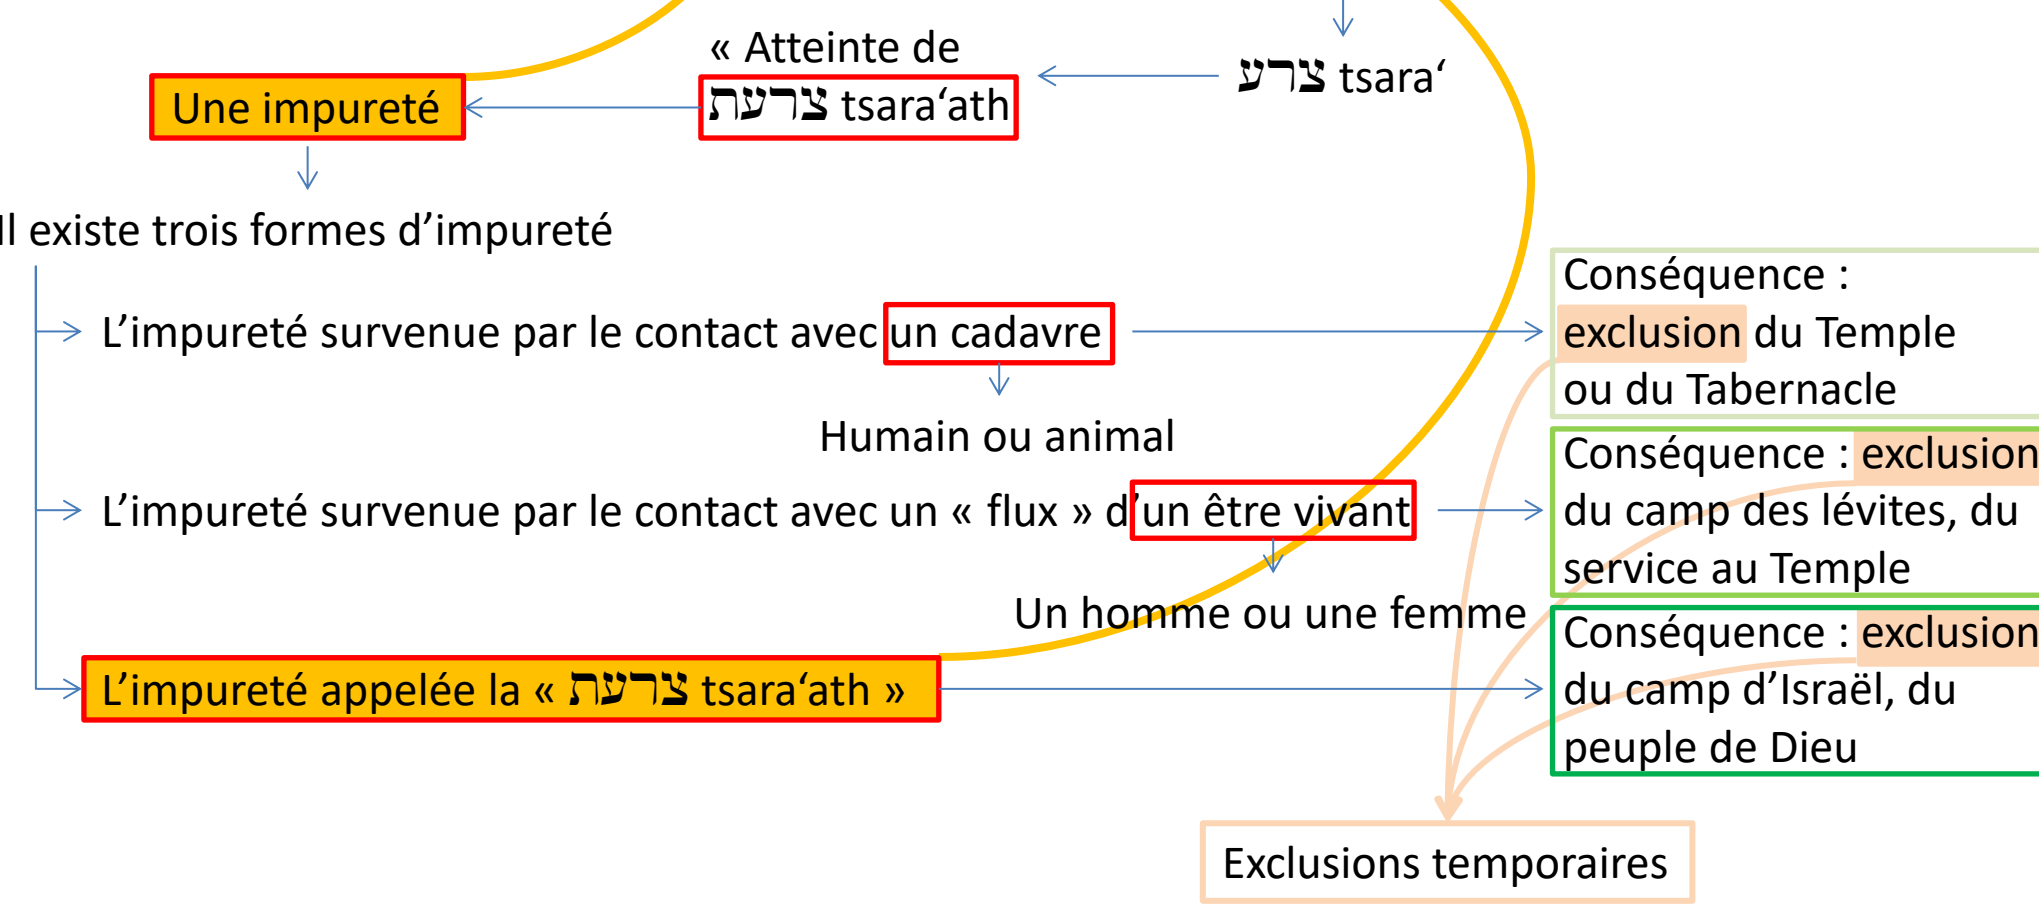 « Atteinte de
צרעת tsara‘ath
צרע tsara‘
Une impureté
Il existe trois formes d’impureté
L’impureté survenue par le contact avec un cadavre
Humain ou animal
Conséquence :
exclusion du Temple
ou du Tabernacle
L’impureté survenue par le contact avec un « flux » d’un être vivant
Un homme ou une femme
Conséquence : exclusion
du camp des lévites, du
service au Temple
L’impureté appelée la « צרעת tsara‘ath »
Conséquence : exclusion
du camp d’Israël, du
peuple de Dieu
Exclusions temporaires